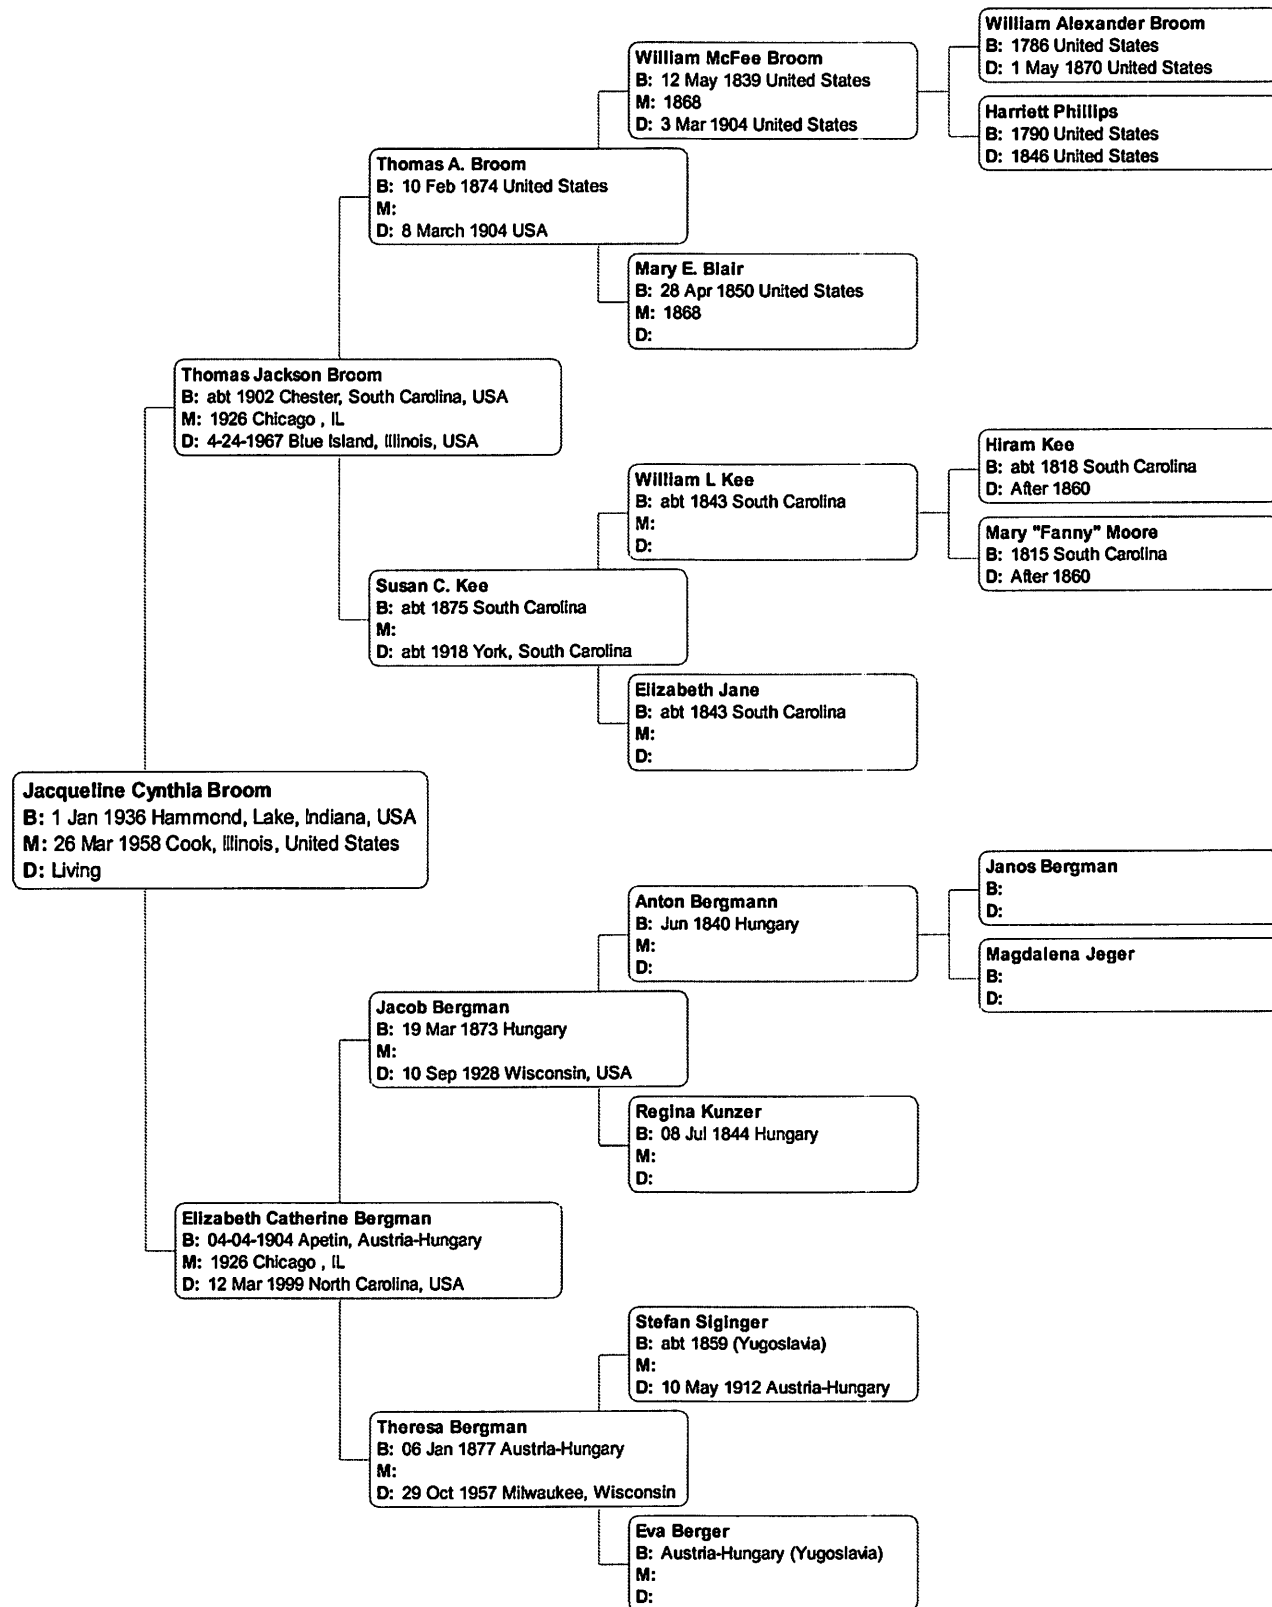 William Alexander Broom
B: 1786 United States
D: 1 May 1870 United States
William McFee Broom
B: 12 May 1839 United States
M: 1868
D: 3 Mar 1904 United States
Harriett Phillips
B: 1790 United States
D: 1846 United States
Thomas A. Broom
B: 10 Feb 1874 United States
M:
D: 8 March 1904 USA
Mary E. Blair
B: 28 Apr 1850 United States
M: 1868
D:
Thomas Jackson Broom
B: abt 1902 Chester, South Carolina, USA
M: 1926 Chicago , IL
D: 4-24-1967 Blue Island, Illinois, USA
Hiram Kee
B: abt 1818 South Carolina
D: After 1860
William L Kee
B: abt 1843 South Carolina
M:
D:
Mary "Fanny" Moore
B: 1815 South Carolina
D: After 1860
Susan C. Kee
B: abt 1875 South Carolina
M:
D: abt 1918 York, South Carolina
Elizabeth Jane
B: abt 1843 South Carolina
M:
D:
Jacqueline Cynthia Broom
B: 1 Jan 1936 Hammond, Lake, Indiana, USA
M: 26 Mar 1958 Cook, Illinois, United States
D: Living
Janos Bergman
B:
D:
Anton Bergmann
B: Jun 1840 Hungary
M:
D:
Magdalena Jeger
B:
D:
Jacob Bergman
B: 19 Mar 1873 Hungary
M:
D: 10 Sep 1928 Wisconsin, USA
Regina Kunzer
B: 08 Jul 1844 Hungary
M:
D:
Elizabeth Catherine Bergman
B: 04-04-1904 Apetin, Austria-Hungary
M: 1926 Chicago , IL
D: 12 Mar 1999 North Carolina, USA
Stefan Siginger
B: abt 1859 (Yugoslavia)
M:
D: 10 May 1912 Austria-Hungary
Theresa Bergman
B: 06 Jan 1877 Austria-Hungary
M:
D: 29 Oct 1957 Milwaukee, Wisconsin
Eva Berger
B: Austria-Hungary (Yugoslavia)
M:
D: